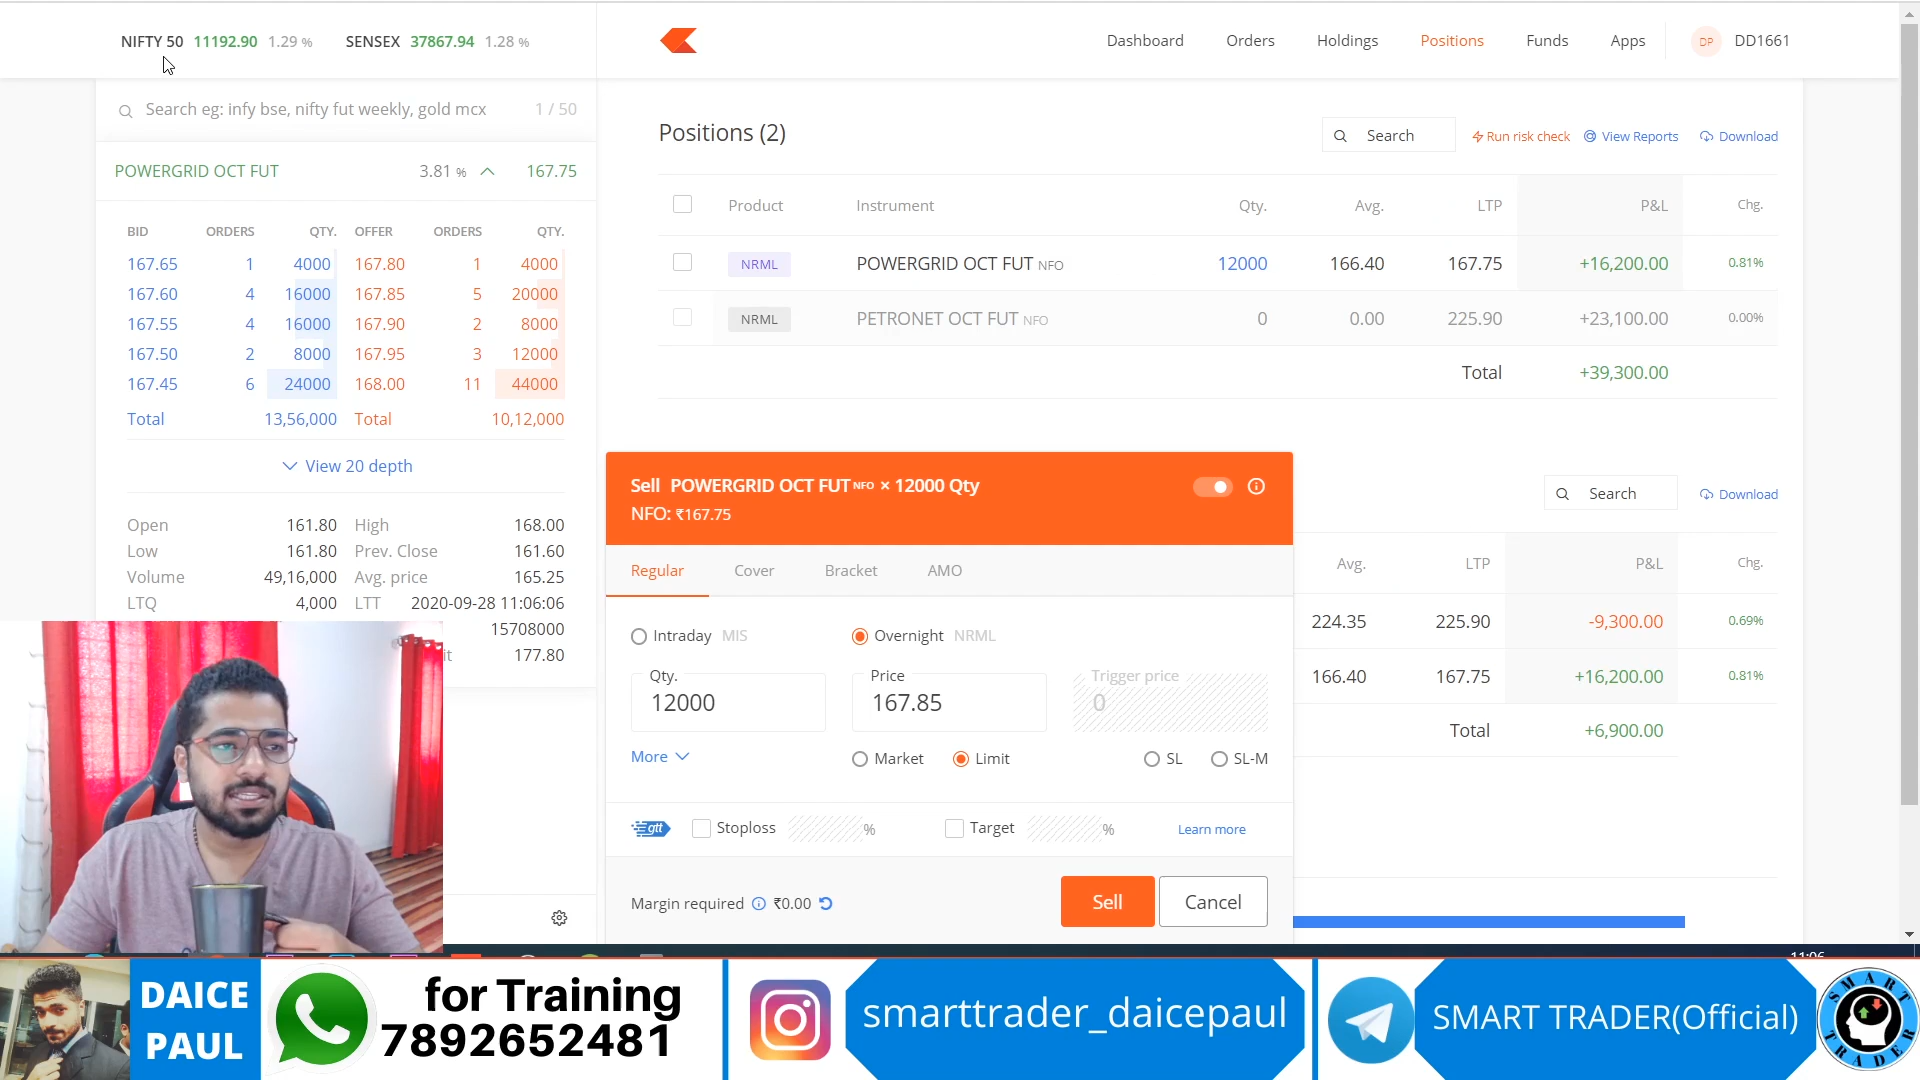 NIFTY 50 11192.90 1.29 % SENSEX 37867.94 1.28 %
Dashboard Orders Holdings Positions Funds Apps DP DD1661
Search eg: infy bse, nifty fut weekly, gold mcx 1 / 50
POWERGRID OCT FUT 3.81 % 167.75
BID ORDERS QTY. OFFER ORDERS QTY.
167.65 1 4000 167.80 1 4000
167.60 4 16000 167.85 5 20000
167.55 4 16000 167.90 2 8000
167.50 2 8000 167.95 3 12000
167.45 6 24000 168.00 11 44000
Total 13,56,000 Total 10,12,000
View 20 depth
Open 161.80 High 168.00
Low 161.80 Prev. Close 161.60
Volume 49,16,000 Avg. price 165.25
LTQ 4,000 LTT 2020-09-28 11:06:06
15708000
it 177.80
Positions (2)
Search Run risk check View Reports Download
Product Instrument Qty. Avg. LTP P&L Chg.
NRML POWERGRID OCT FUT NFO 12000 166.40 167.75 +16,200.00 0.81%
NRML PETRONET OCT FUT NFO 0 0.00 225.90 +23,100.00 0.00%
Total +39,300.00
Search Download
Avg. LTP P&L Chg.
224.35 225.90 -9,300.00 0.69%
166.40 167.75 +16,200.00 0.81%
Total +6,900.00
Sell POWERGRID OCT FUT NFO × 12000 Qty
NFO: ₹167.75
Regular Cover Bracket AMO
Intraday MIS Overnight NRML
Qty. Price Trigger price
12000 167.85 0
More Market Limit SL SL-M
gtt Stoploss % Target % Learn more
Margin required ₹0.00 Sell Cancel
11:06
DAICE
PAUL
for Training
7892652481
smarttrader_daicepaul
SMART TRADER(Official)
SMART
TRADER